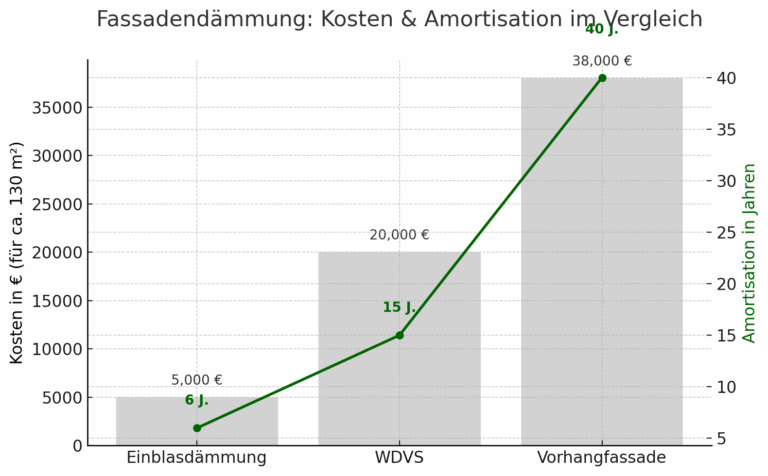 Fassadendämmung: Kosten & Amortisation im Vergleich
40 J.
38,000 €
20,000 €
15 J.
5,000 €
6 J.
Kosten in € (für ca. 130 m²)
35000
30000
25000
20000
15000
10000
5000
0
40
35
30
25
20
15
10
5
Amortisation in Jahren
Einblasdämmung
WDVS
Vorhangfassade